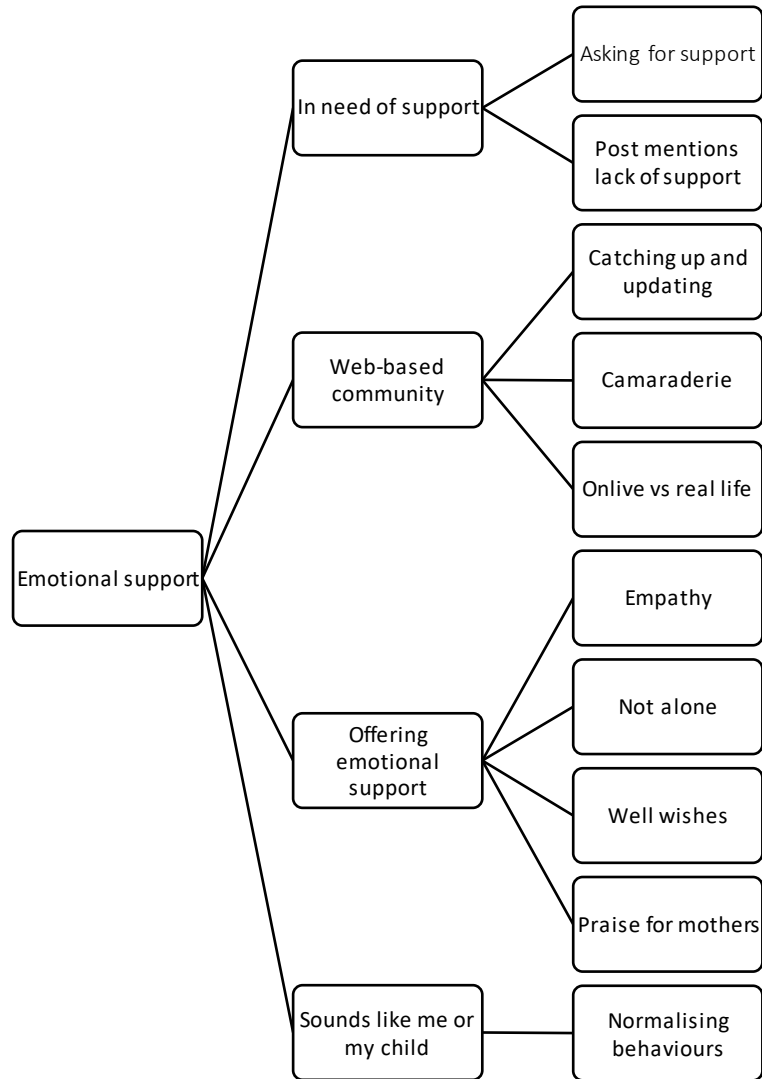 Asking for support
In need of support
Post mentions
lack of support
Catching up and
updating
Web-based
community
Camaraderie
Onlive vs real life
Emotional support
Empathy
Not alone
Offering
emotional
support
Well wishes
Praise for mothers
Sounds like me or
my child
Normalising
behaviours